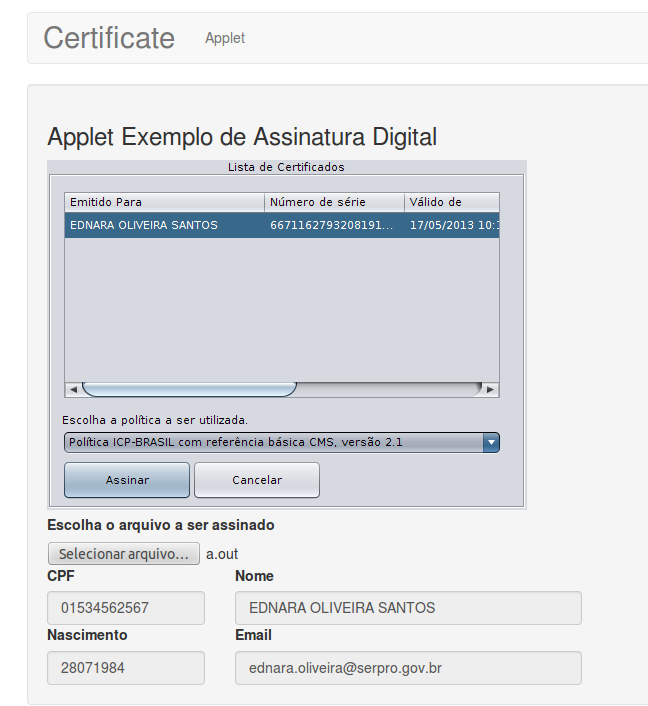 Certificate Applet
Applet Exemplo de Assinatura Digital
Lista de Certificados
Emitido Para Número de série Válido de
EDNARA OLIVEIRA SANTOS 6671162793208191... 17/05/2013 10:
Escolha a política a ser utilizada.
Política ICP-BRASIL com referência básica CMS, versão 2.1
Assinar Cancelar
Escolha o arquivo a ser assinado
Selecionar arquivo... a.out
CPF Nome
01534562567 EDNARA OLIVEIRA SANTOS
Nascimento Email
28071984 ednara.oliveira@serpro.gov.br